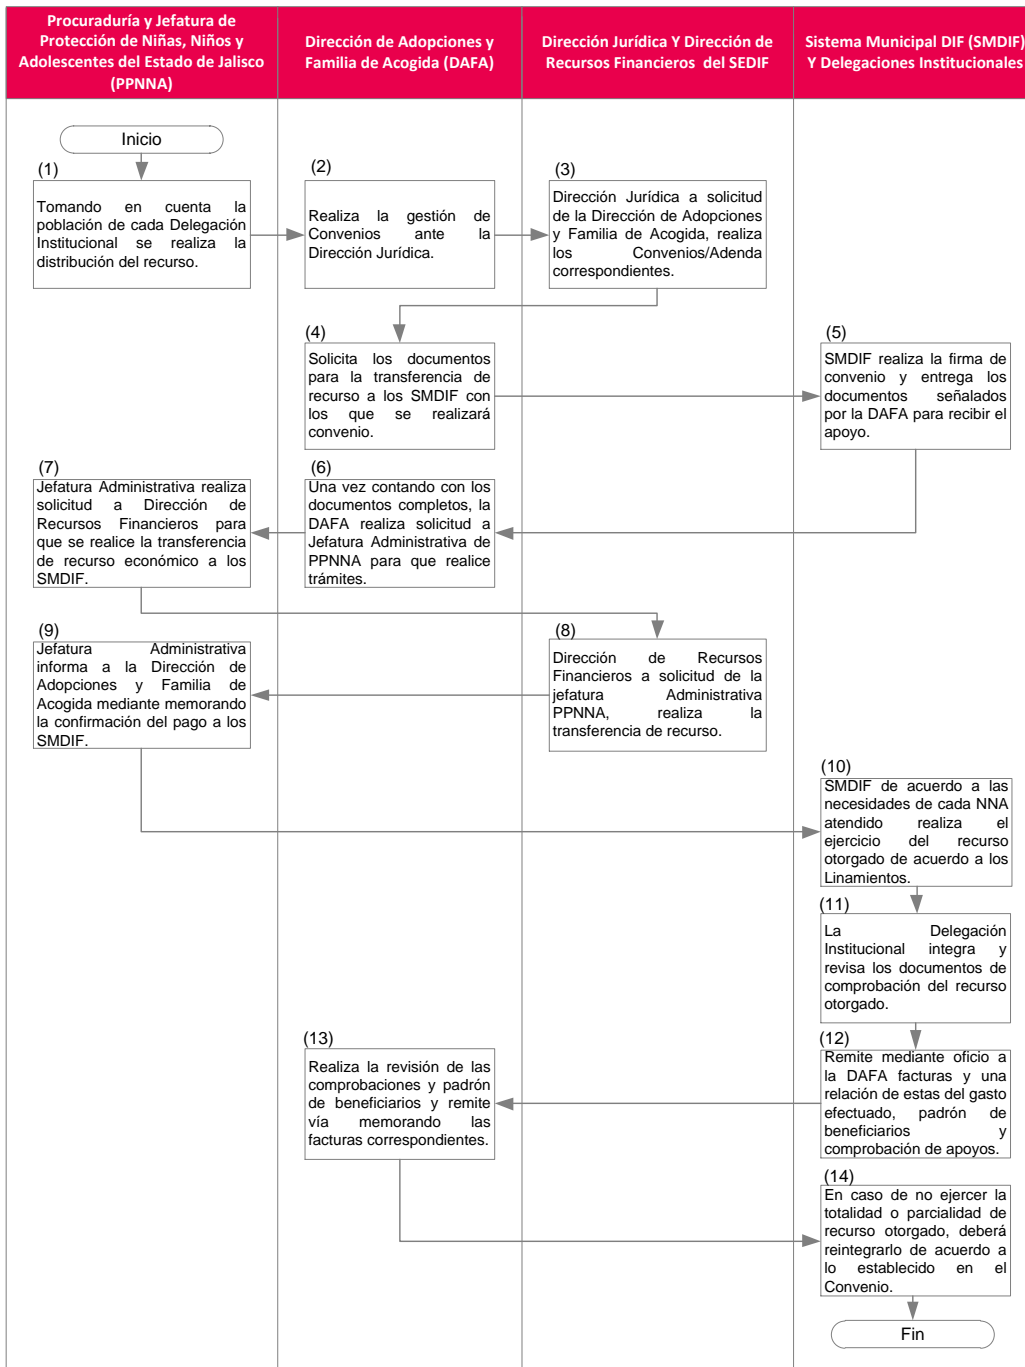 Procuraduría y Jefatura de
Protección de Niñas, Niños y
Adolescentes del Estado de Jalisco
(PPNNA)
Dirección de Adopciones y
Familia de Acogida (DAFA)
Dirección Jurídica Y Dirección de
Recursos Financieros del SEDIF
Sistema Municipal DIF (SMDIF)
Y Delegaciones Institucionales
Inicio
(1)
Tomando en cuenta la
población de cada Delegación
Institucional se realiza la
distribución del recurso.
(2)
Realiza la gestión de
Convenios ante la
Dirección Jurídica.
(3)
Dirección Jurídica a solicitud
de la Dirección de Adopciones
y Familia de Acogida, realiza
los Convenios/Adenda
correspondientes.
(4)
Solicita los documentos
para la transferencia de
recurso a los SMDIF con
los que se realizará
convenio.
(5)
SMDIF realiza la firma de
convenio y entrega los
documentos señalados
por la DAFA para recibir el
apoyo.
(6)
Una vez contando con los
documentos completos, la
DAFA realiza solicitud a
Jefatura Administrativa de
PPNNA para que realice
trámites.
(7)
Jefatura Administrativa realiza
solicitud a Dirección de
Recursos Financieros para
que se realice la transferencia
de recurso económico a los
SMDIF.
(8)
Dirección de Recursos
Financieros a solicitud de la
jefatura Administrativa
PPNNA, realiza la
transferencia de recurso.
(9)
Jefatura Administrativa
informa a la Dirección de
Adopciones y Familia de
Acogida mediante memorando
la confirmación del pago a los
SMDIF.
(10)
SMDIF de acuerdo a las
necesidades de cada NNA
atendido realiza el
ejercicio del recurso
otorgado de acuerdo a los
Linamientos.
(11)
La Delegación
Institucional integra y
revisa los documentos de
comprobación del recurso
otorgado.
(12)
Remite mediante oficio a
la DAFA facturas y una
relación de estas del gasto
efectuado, padrón de
beneficiarios y
comprobación de apoyos.
(13)
Realiza la revisión de las
comprobaciones y padrón
de beneficiarios y remite
vía memorando las
facturas correspondientes.
(14)
En caso de no ejercer la
totalidad o parcialidad de
recurso otorgado, deberá
reintegrarlo de acuerdo a
lo establecido en el
Convenio.
Fin